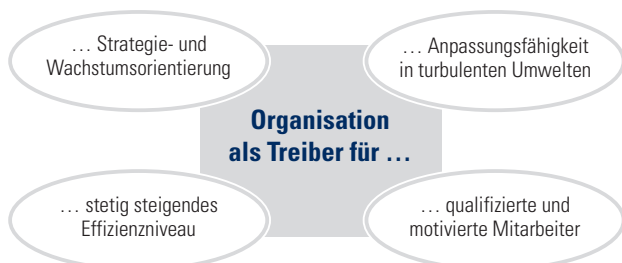 … Strategie- und
Wachstumsorientierung
… Anpassungsfähigkeit
in turbulenten Umwelten
Organisation
als Treiber für …
… stetig steigendes
Effizienzniveau
… qualifizierte und
motivierte Mitarbeiter